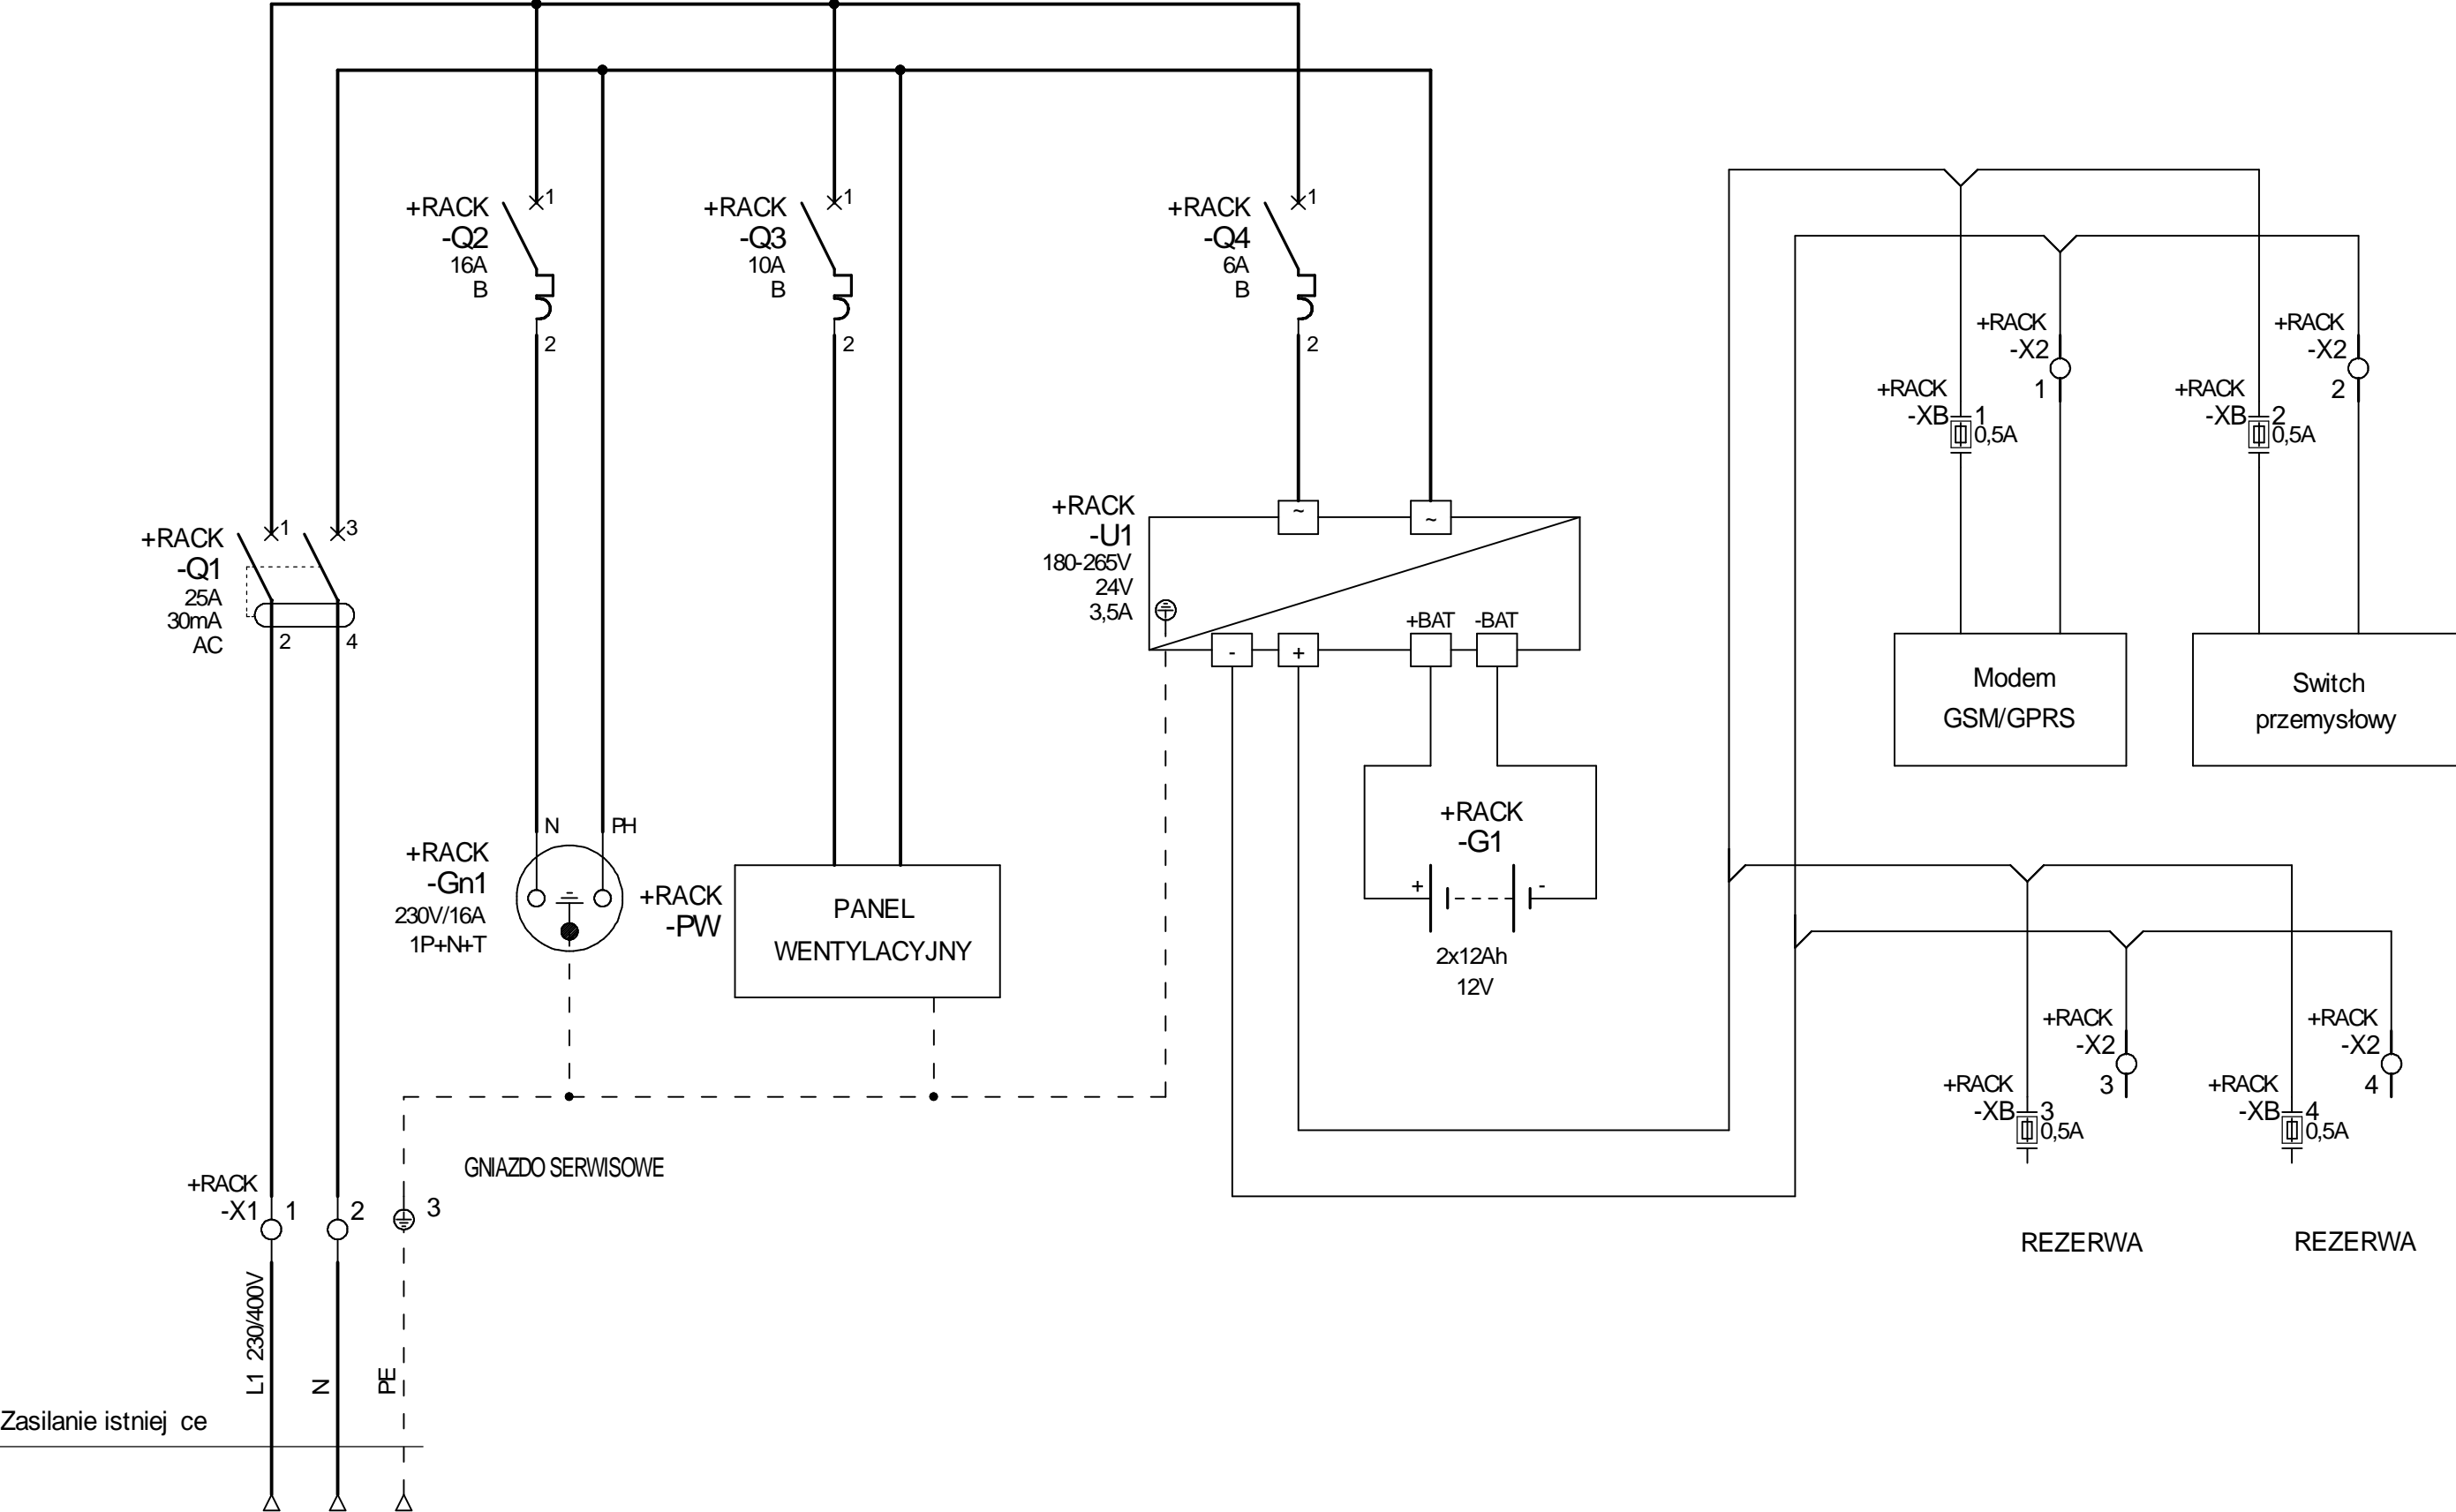 +RACK
-Q2
16A
B
1
2
+RACK
-Q3
10A
B
1
2
+RACK
-Q4
6A
B
1
2
+RACK
-X2
1
+RACK
-X2
2
+RACK
-XB
1
0,5A
+RACK
-XB
2
0,5A
+RACK
-Q1
25A
30mA
AC
1
3
2
4
+RACK
-U1
180-265V
24V
3,5A
~
~
-
+
+BAT
-BAT
Modem
GSM/GPRS
Switch
przemysłowy
+RACK
-G1
+
-
2x12Ah
12V
N
PH
+RACK
-Gn1
230V/16A
1P+N+T
+RACK
-PW
PANEL
WENTYLACYJNY
+RACK
-X2
3
+RACK
-X2
4
+RACK
-XB
3
0,5A
+RACK
-XB
4
0,5A
GNIAZDO SERWISOWE
+RACK
-X1
1
2
3
REZERWA
REZERWA
L1 230/400V
N
PE
Zasilanie istniej ce